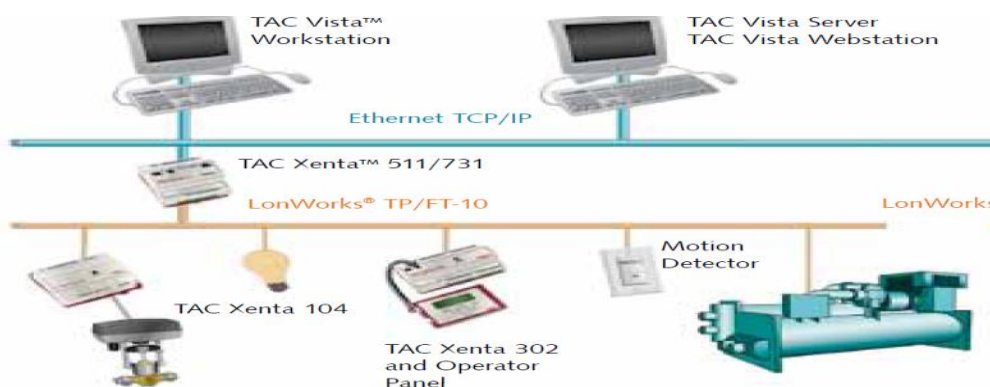 TAC Vista™
Workstation
TAC Vista Server
TAC Vista Webstation
Ethernet TCP/IP
TAC Xenta™ 511/731
LonWorks® TP/FT-10
LonWorks
Motion
Detector
TAC Xenta 104
TAC Xenta 302
and Operator
Panel